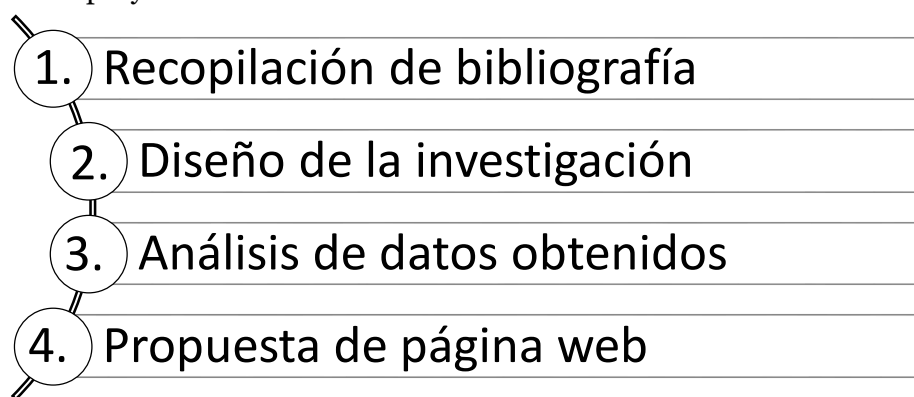 1. Recopilación de bibliografía
2. Diseño de la investigación
3. Análisis de datos obtenidos
4. Propuesta de página web